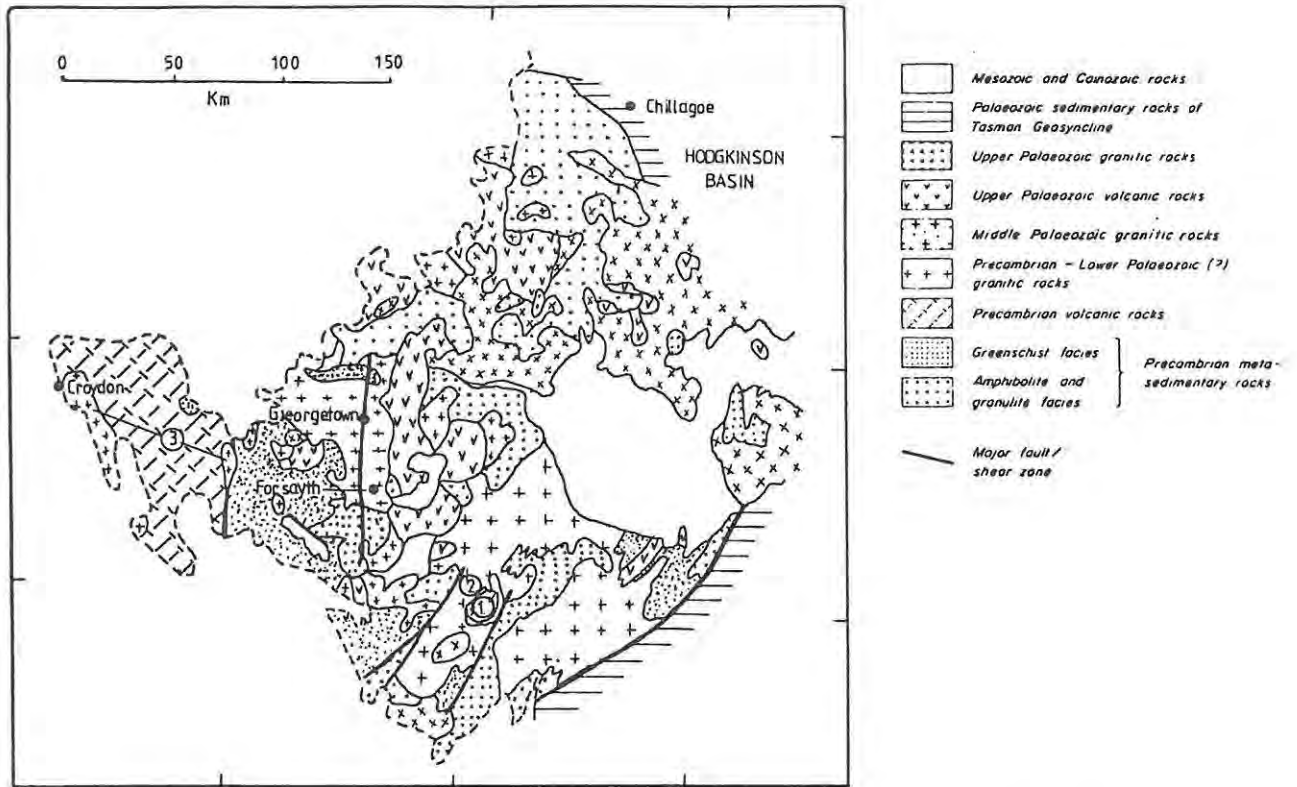 0 50 100 150
Km
Chillagoe
HODGKINSON
BASIN
Croydon
Georgetown
3
Forsayth
2
1
Mesozoic and Cainozoic rocks
Palaeozoic sedimentary rocks of
Tasman Geosyncline
Upper Palaeozoic granitic rocks
Upper Palaeozoic volcanic rocks
Middle Palaeozoic granitic rocks
Precambrian - Lower Palaeozoic (?)
granitic rocks
Precambrian volcanic rocks
Greenschist facies
Amphibolite and
granulite facies
Precambrian meta-
sedimentary rocks
Major fault/
shear zone